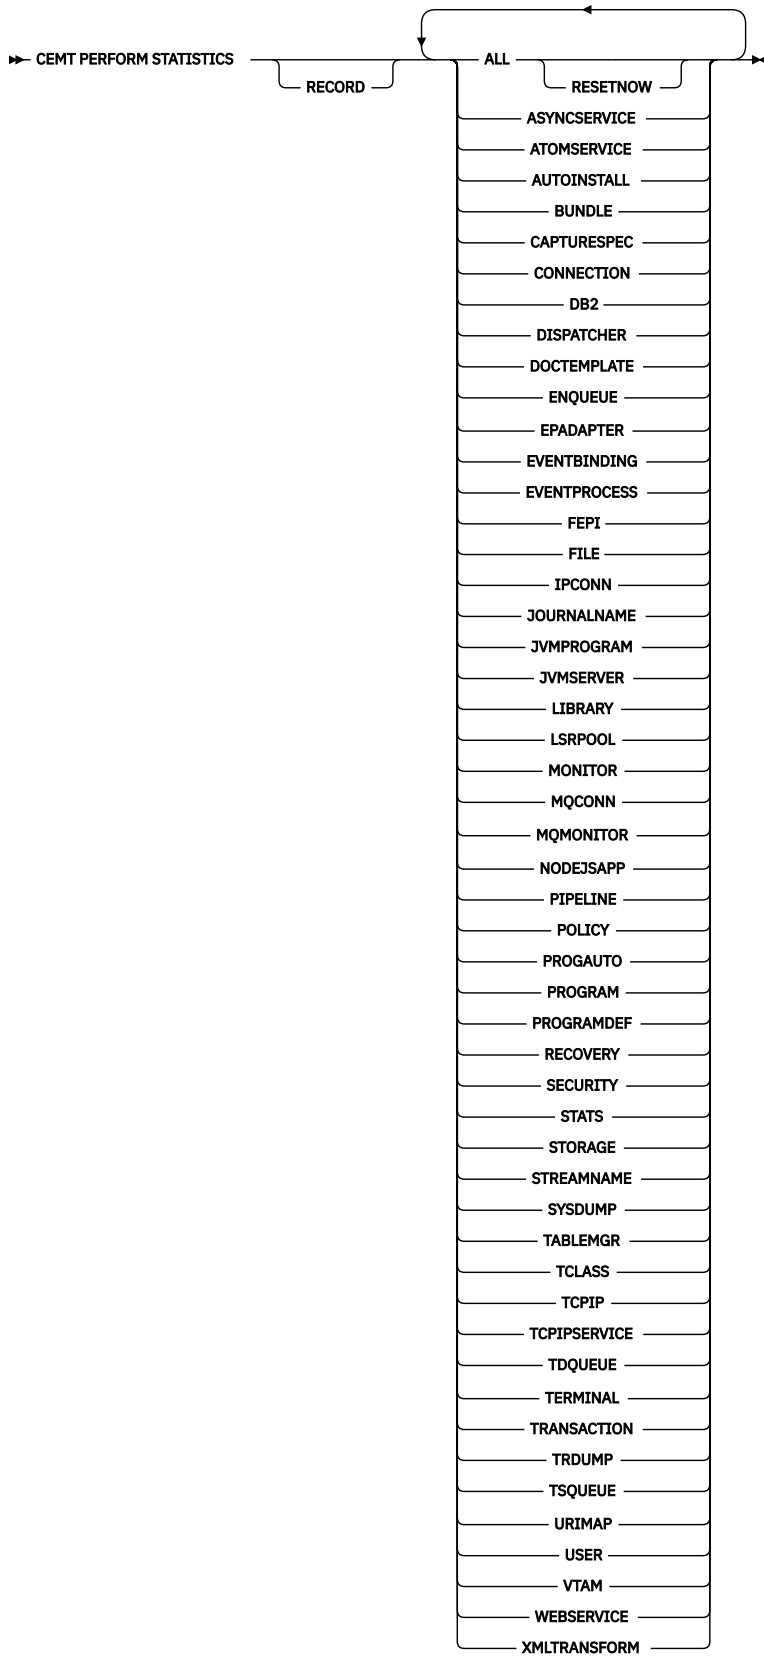 CEMT PERFORM STATISTICS
RECORD
ALL
RESETNOW
ASYNCSERVICE
ATOMSERVICE
AUTOINSTALL
BUNDLE
CAPTURESPEC
CONNECTION
DB2
DISPATCHER
DOCTEMPLATE
ENQUEUE
EPADAPTER
EVENTBINDING
EVENTPROCESS
FEPI
FILE
IPCONN
JOURNALNAME
JVMPROGRAM
JVMSERVER
LIBRARY
LSRPOOL
MONITOR
MQCONN
MQMONITOR
NODEJSAPP
PIPELINE
POLICY
PROGAUTO
PROGRAM
PROGRAMDEF
RECOVERY
SECURITY
STATS
STORAGE
STREAMNAME
SYSDUMP
TABLEMGR
TCLASS
TCPIP
TCPIPSERVICE
TDQUEUE
TERMINAL
TRANSACTION
TRDUMP
TSQUEUE
URIMAP
USER
VTAM
WEBSERVICE
XMLTRANSFORM